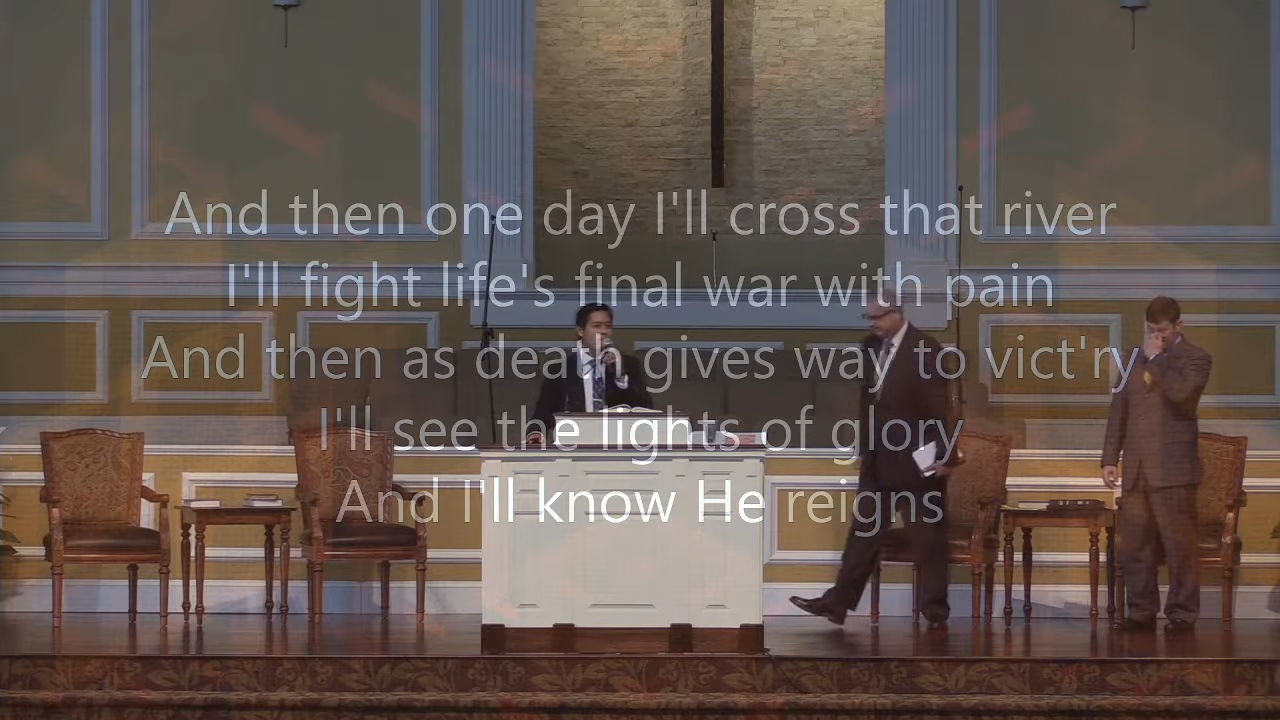 And then one day I'll cross that river
I'll fight life's final war with pain
And then as death gives way to vict'ry
I'll see the lights of glory
And I'll know He reigns